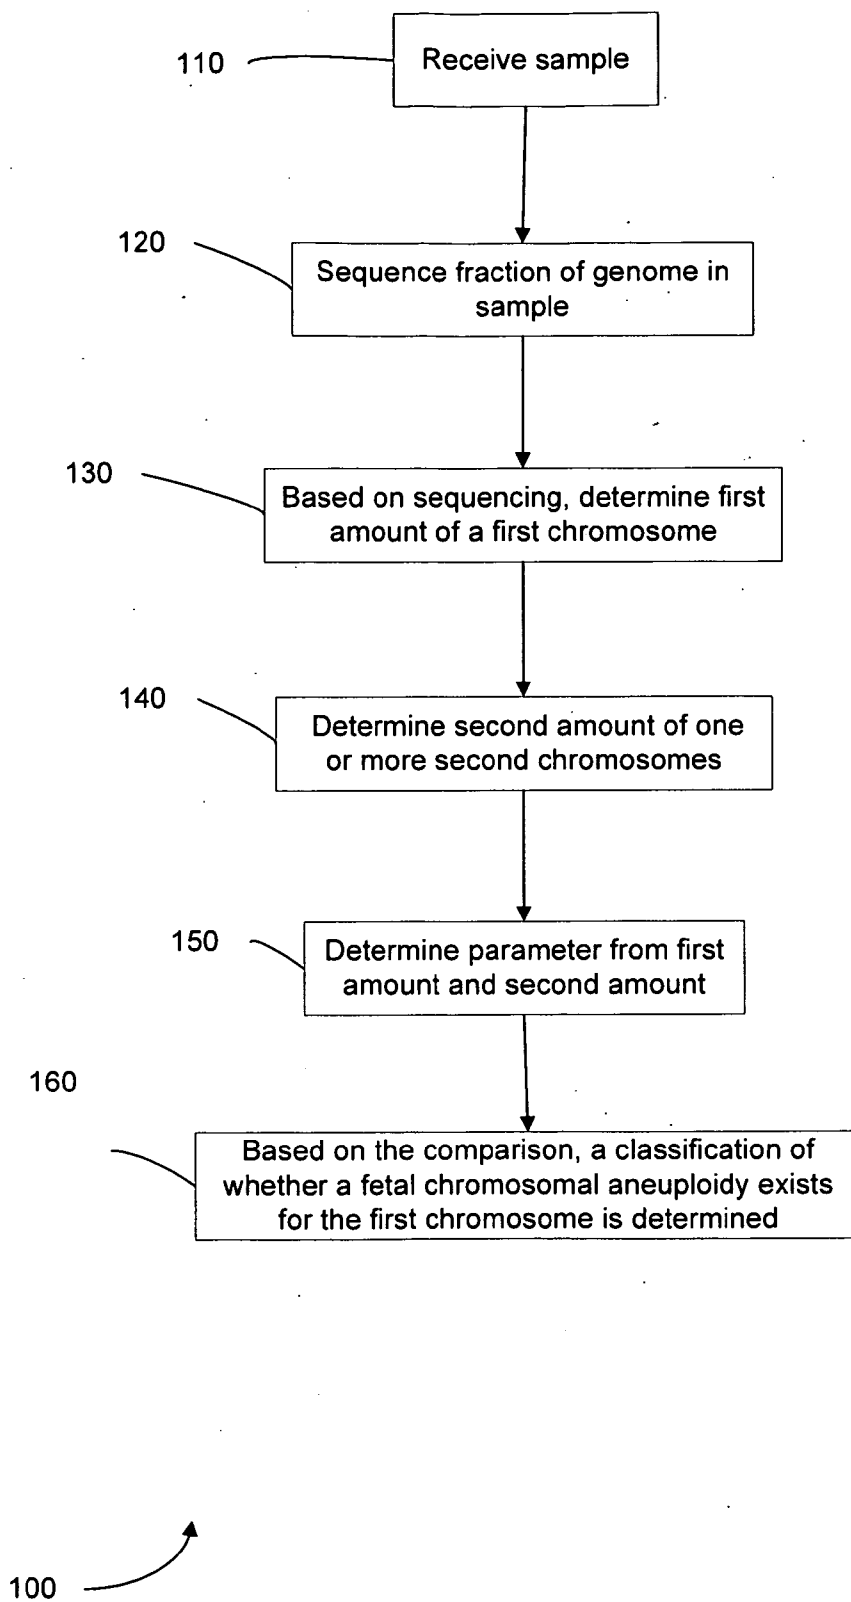 110
Receive sample
120
Sequence fraction of genome in
sample
130
Based on sequencing, determine first
amount of a first chromosome
140
Determine second amount of one
or more second chromosomes
150
Determine parameter from first
amount and second amount
160
Based on the comparison, a classification of
whether a fetal chromosomal aneuploidy exists
for the first chromosome is determined
100